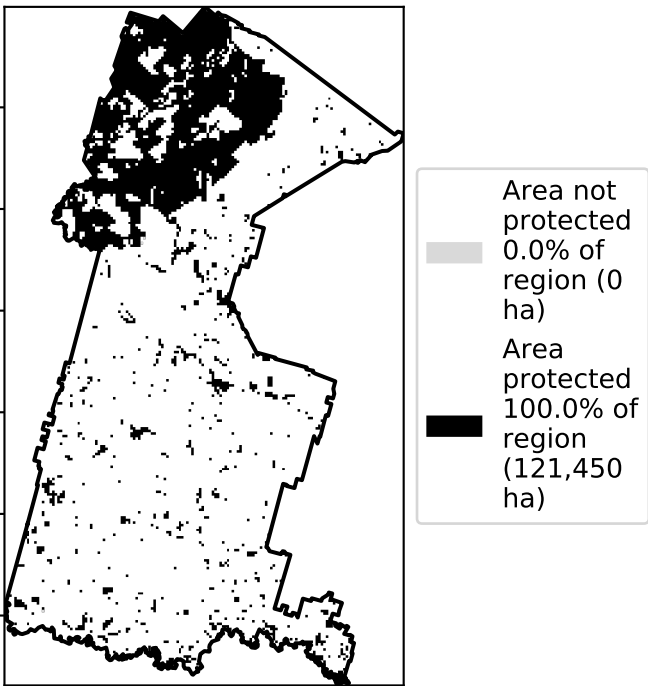 Area not
protected
0.0% of
region (0
ha)
Area
protected
100.0% of
region
(121,450
ha)